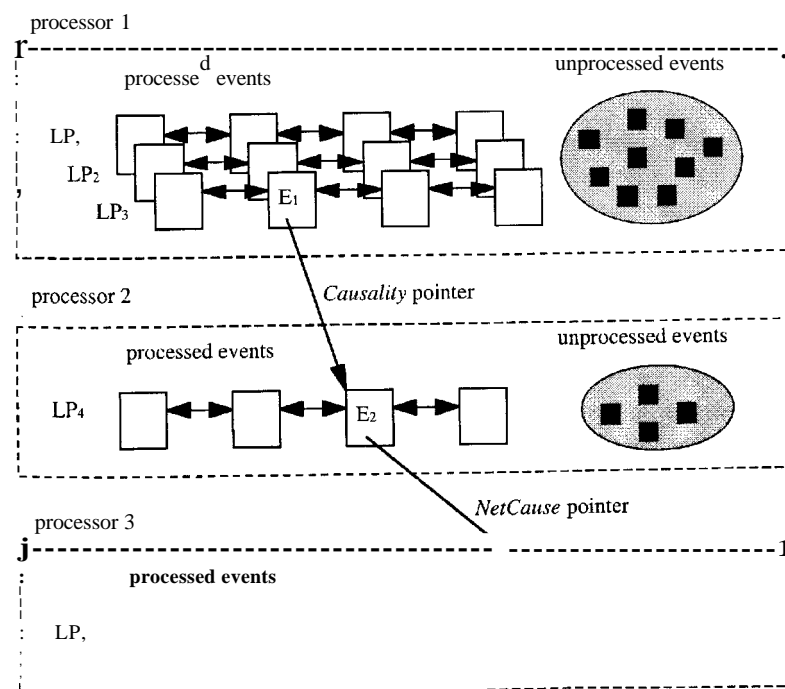 processor 1
processed events
unprocessed events
LP,
LP2
LP3
E1
Causality pointer
processor 2
processed events
unprocessed events
LP4
E2
NetCause pointer
processor 3
processed events
LP,